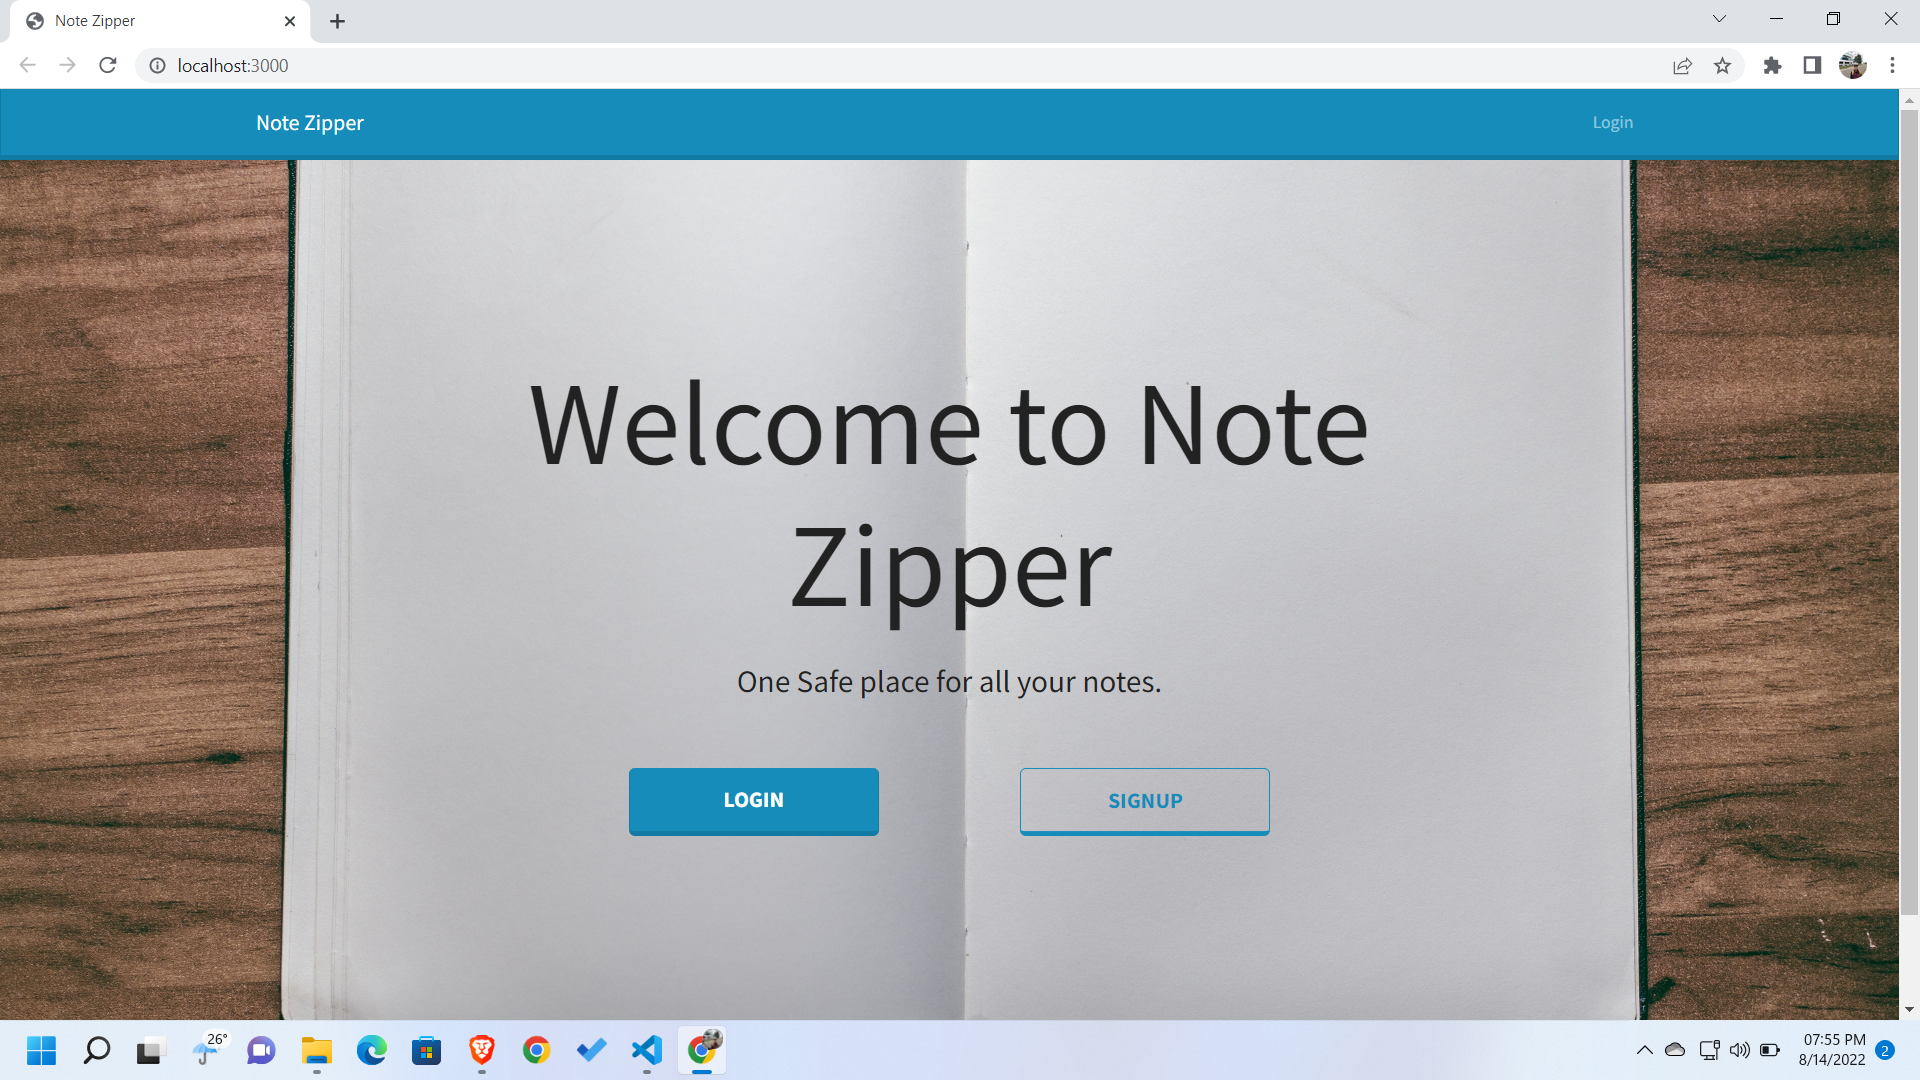 Note Zipper
localhost:3000
Note Zipper
Login
Welcome to Note
Zipper
One Safe place for all your notes.
LOGIN
SIGNUP
26°
07:55 PM
8/14/2022
2